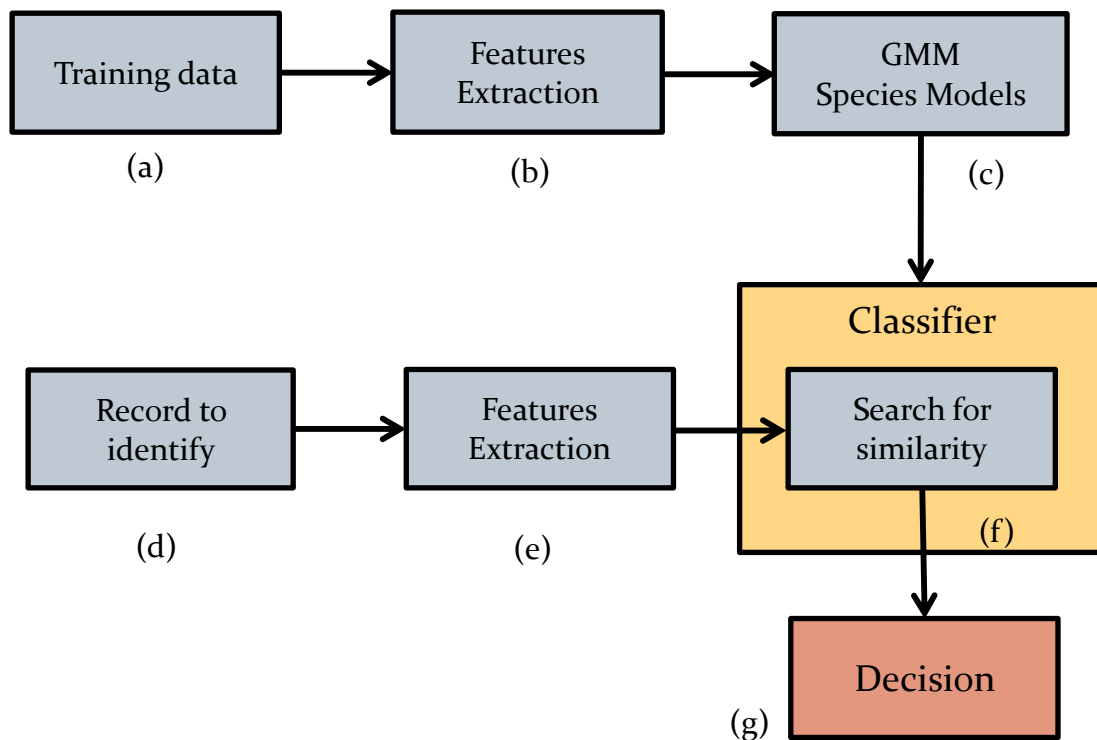 Training data
Features
Extraction
GMM
Species Models
(a)
(b)
(c)
Classifier
Record to
identify
Features
Extraction
Search for
similarity
(d)
(e)
(f)
Decision
(g)